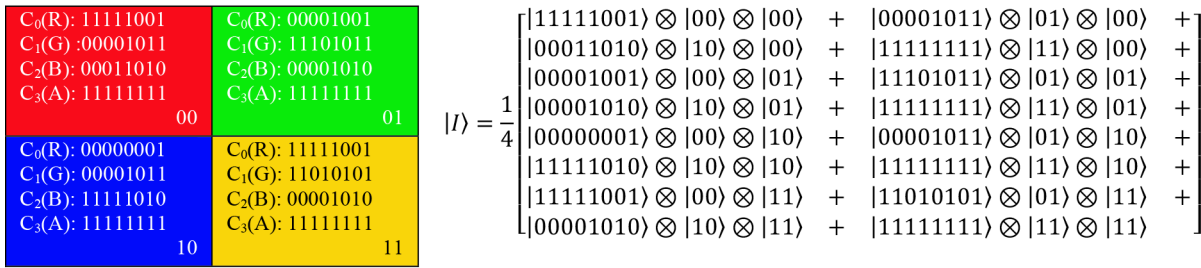 C₀(R): 11111001
C₁(G) :00001011
C₂(B): 00011010
C₃(A): 11111111
00
C₀(R): 00001001
C₁(G): 11101011
C₂(B): 00001010
C₃(A): 11111111
01
C₀(R): 00000001
C₁(G): 00001011
C₂(B): 11111010
C₃(A): 11111111
10
C₀(R): 11111001
C₁(G): 11010101
C₂(B): 00001010
C₃(A): 11111111
11
|I⟩ = 1/4
|11111001⟩ ⊗ |00⟩ ⊗ |00⟩ + |00001011⟩ ⊗ |01⟩ ⊗ |00⟩ +
|00011010⟩ ⊗ |10⟩ ⊗ |00⟩ + |11111111⟩ ⊗ |11⟩ ⊗ |00⟩ +
|00001001⟩ ⊗ |00⟩ ⊗ |01⟩ + |11101011⟩ ⊗ |01⟩ ⊗ |01⟩ +
|00001010⟩ ⊗ |10⟩ ⊗ |01⟩ + |11111111⟩ ⊗ |11⟩ ⊗ |01⟩ +
|00000001⟩ ⊗ |00⟩ ⊗ |10⟩ + |00001011⟩ ⊗ |01⟩ ⊗ |10⟩ +
|11111010⟩ ⊗ |10⟩ ⊗ |10⟩ + |11111111⟩ ⊗ |11⟩ ⊗ |10⟩ +
|11111001⟩ ⊗ |00⟩ ⊗ |11⟩ + |11010101⟩ ⊗ |01⟩ ⊗ |11⟩ +
|00001010⟩ ⊗ |10⟩ ⊗ |11⟩ + |11111111⟩ ⊗ |11⟩ ⊗ |11⟩